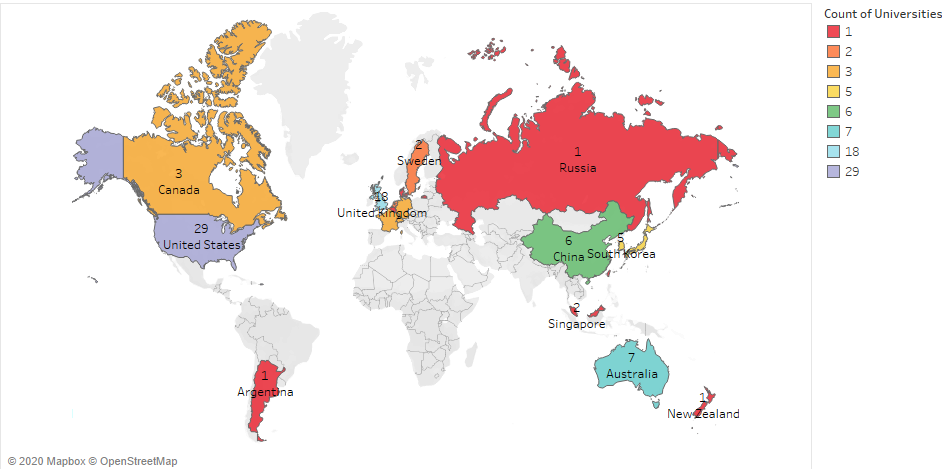 Count of Universities
1
2
3
5
6
7
18
29
3
Canada
29
United States
2
Sweden
18
United Kingdom
1
Russia
6
China
5
South Korea
2
Singapore
7
Australia
1
Argentina
1
New Zealand
© 2020 Mapbox © OpenStreetMap